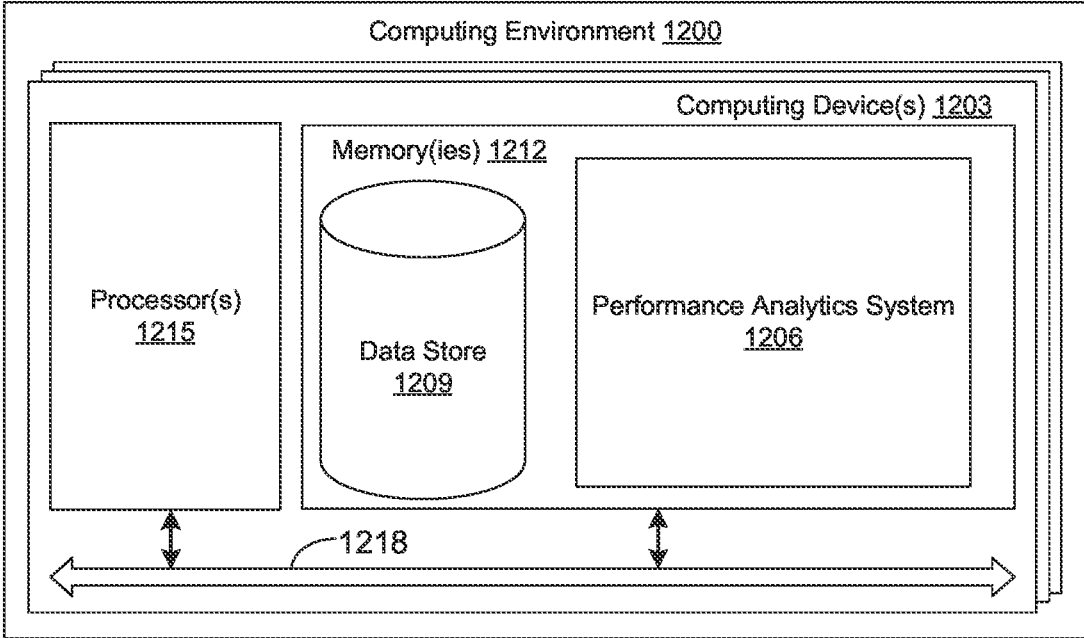 Computing Environment 1200
Computing Device(s) 1203
Memory(ies) 1212
Processor(s)
1215
Data Store
1209
Performance Analytics System
1206
1218